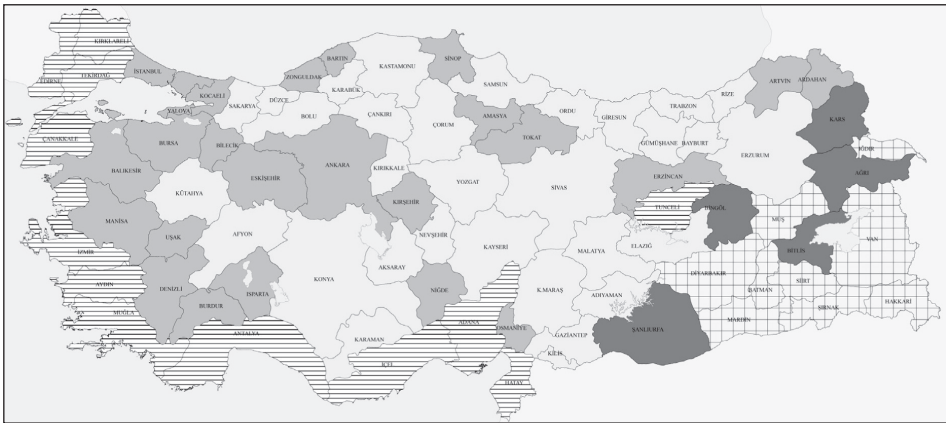 KIRKLARELİ
EDİRNE
TEKİRDAĞ
İSTANBUL
KOCAELİ
YALOVA
SAKARYA
DÜZCE
ZONGULDAK
BARTIN
KARABÜK
KASTAMONU
SİNOP
SAMSUN
ORDU
GİRESUN
TRABZON
RİZE
ARTVİN
ARDAHAN
KARS
IĞDIR
AĞRI
ÇANAKKALE
BALIKESİR
BURSA
BİLECİK
BOLU
ÇANKIRI
ÇORUM
AMASYA
TOKAT
GÜMÜŞHANE
BAYBURT
ERZURUM
ERZİNCAN
ESKİŞEHİR
ANKARA
KIRIKKALE
YOZGAT
SİVAS
TUNCELİ
BİNGÖL
MUŞ
VAN
BİTLİS
MANİSA
KÜTAHYA
UŞAK
AFYON
KIRŞEHİR
NEVŞEHİR
KAYSERİ
MALATYA
ELAZIĞ
DİYARBAKIR
BATMAN
SİİRT
ŞIRNAK
HAKKARİ
İZMİR
AYDIN
DENİZLİ
MUĞLA
BURDUR
ISPARTA
ANTALYA
KONYA
AKSARAY
NİĞDE
KARAMAN
İÇEL
ADANA
OSMANİYE
HATAY
K.MARAŞ
ADIYAMAN
GAZİANTEP
KİLİS
ŞANLIURFA
MARDİN